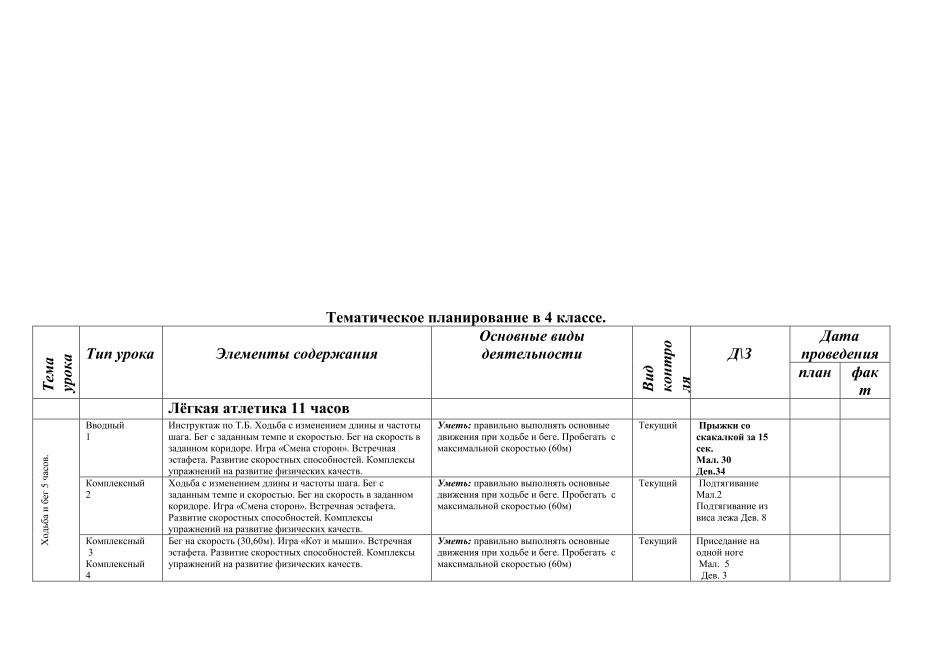 Тематическое планирование в 4 классе.
Тема
урока
Тип урока
Элементы содержания
Основные виды
деятельности
Вид
контро
ля
Д\З
Дата
проведения
план
фак
т
Лёгкая атлетика 11 часов
Ходьба и бег 5 часов.
Вводный
1
Инструктаж по Т.Б. Ходьба с изменением длины и частоты
шага. Бег с заданным темпе и скоростью. Бег на скорость в
заданном коридоре. Игра «Смена сторон». Встречная
эстафета. Развитие скоростных способностей. Комплексы
упражнений на развитие физических качеств.
Уметь: правильно выполнять основные
движения при ходьбе и беге. Пробегать с
максимальной скоростью (60м)
Текущий
Прыжки со
скакалкой за 15
сек.
Мал. 30
Дев.34
Комплексный
2
Ходьба с изменением длины и частоты шага. Бег с
заданным темпе и скоростью. Бег на скорость в заданном
коридоре. Игра «Смена сторон». Встречная эстафета.
Развитие скоростных способностей. Комплексы
упражнений на развитие физических качеств.
Уметь: правильно выполнять основные
движения при ходьбе и беге. Пробегать с
максимальной скоростью (60м)
Текущий
Подтягивание
Мал.2
Подтягивание из
виса лежа Дев. 8
Комплексный
3
Комплексный
4
Бег на скорость (30,60м). Игра «Кот и мыши». Встречная
эстафета. Развитие скоростных способностей. Комплексы
упражнений на развитие физических качеств.
Уметь: правильно выполнять основные
движения при ходьбе и беге. Пробегать с
максимальной скоростью (60м)
Текущий
Приседание на
одной ноге
Мал. 5
Дев. 3